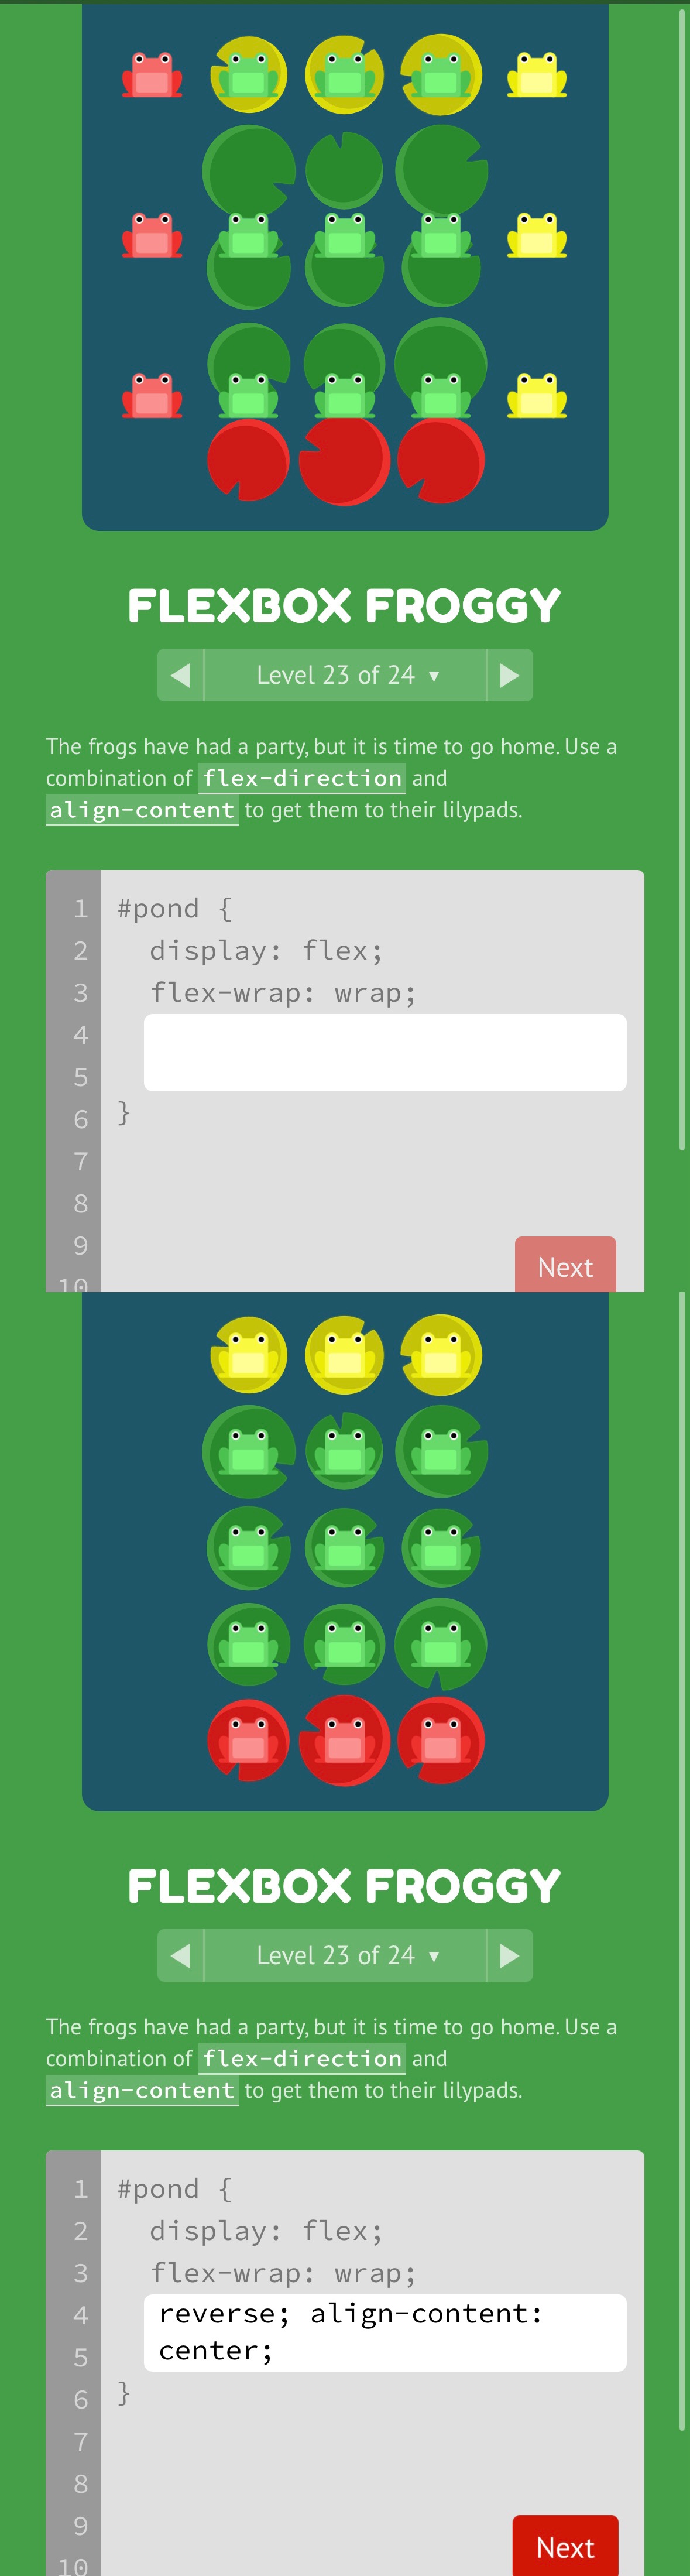 FLEXBOX FROGGY
Level 23 of 24 ▼
The frogs have had a party, but it is time to go home. Use a
combination of flex-direction and
align-content to get them to their lilypads.
1 #pond {
2 display: flex;
3 flex-wrap: wrap;
4
5
6 }
7
8
9
10
Next
FLEXBOX FROGGY
Level 23 of 24 ▼
The frogs have had a party, but it is time to go home. Use a
combination of flex-direction and
align-content to get them to their lilypads.
1 #pond {
2 display: flex;
3 flex-wrap: wrap;
4 reverse; align-content:
5 center;
6 }
7
8
9
10
Next